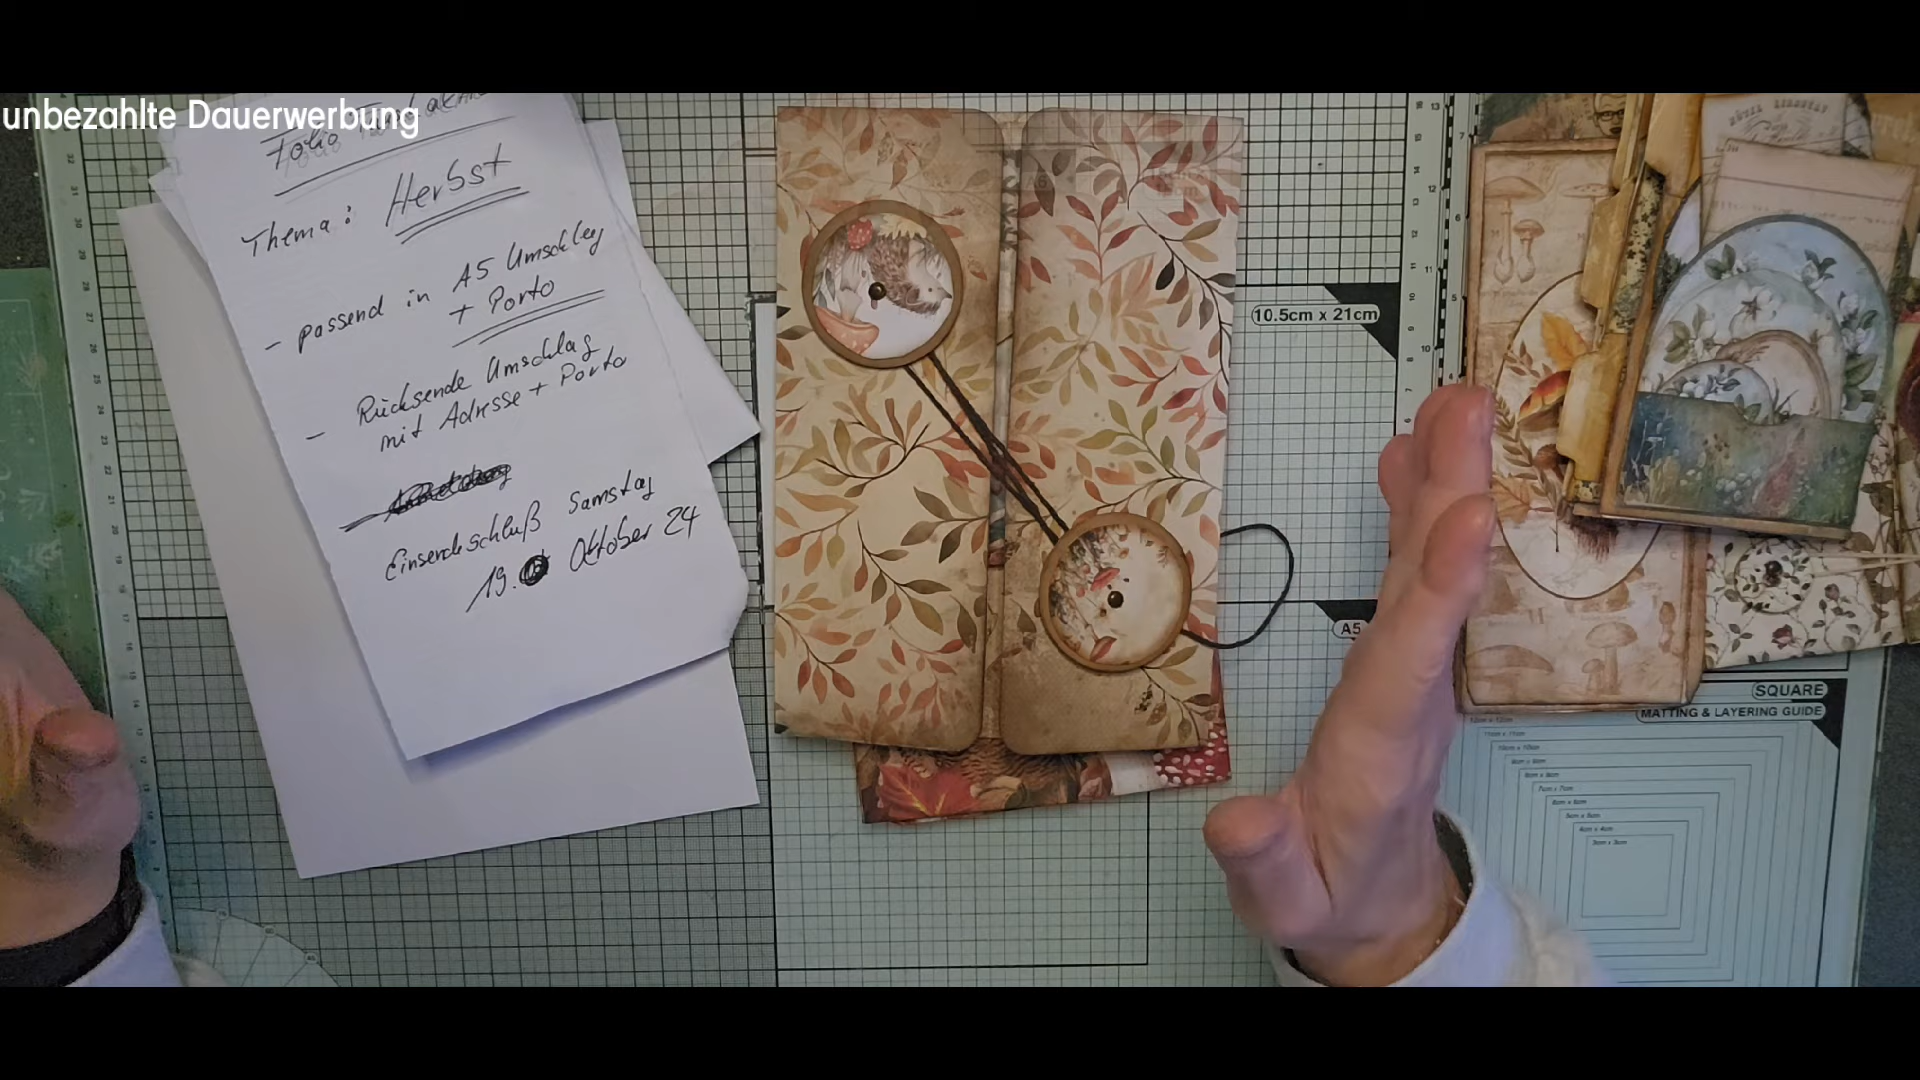 unbezahlte Dauerwerbung
Folio
Thema: Herbst
- passend in A5 Umschlag
+ Porto
- Rücksende Umschlag
mit Adresse + Porto
Einsendeschluß Samstag
19. Oktober 24
10.5cm x 21cm
A5
SQUARE
MATTING & LAYERING GUIDE